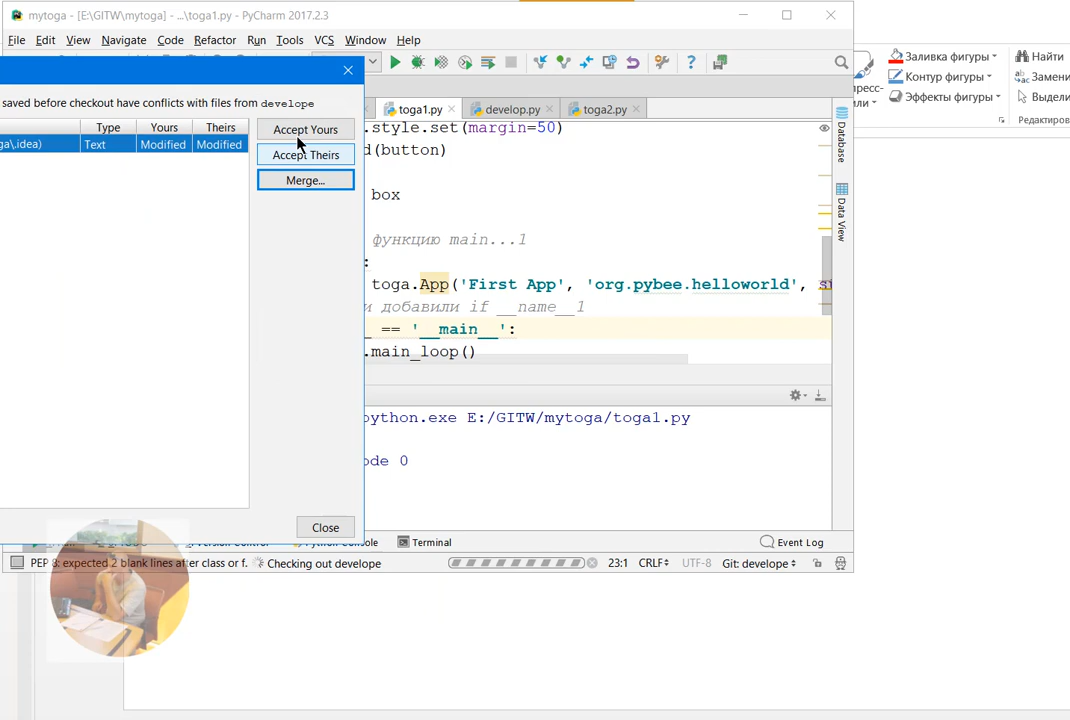 mytoga - [E:\GITW\mytoga] - ...\toga1.py - PyCharm 2017.2.3
File Edit View Navigate Code Refactor Run Tools VCS Window Help
Заливка фигуры
Найти
Контур фигуры
Замени
Эффекты фигуры
Выдели
пресс-
ли
Редактиров
saved before checkout have conflicts with files from develope
Type Yours Theirs
ga\.idea) Text Modified Modified
Accept Yours
Accept Theirs
Merge...
Close
toga1.py develop.py toga2.py
.style.set(margin=50)
d(button)
box
функцию main...1
:
toga.App('First App', 'org.pybee.helloworld',
и добавили if __name__1
_ == '__main__':
.main_loop()
Database
Data View
python.exe E:/GITW/mytoga/toga1.py
ode 0
Python Console Terminal Event Log
PEP 8: expected 2 blank lines after class or f. Checking out develope 23:1 CRLF UTF-8 Git: develope